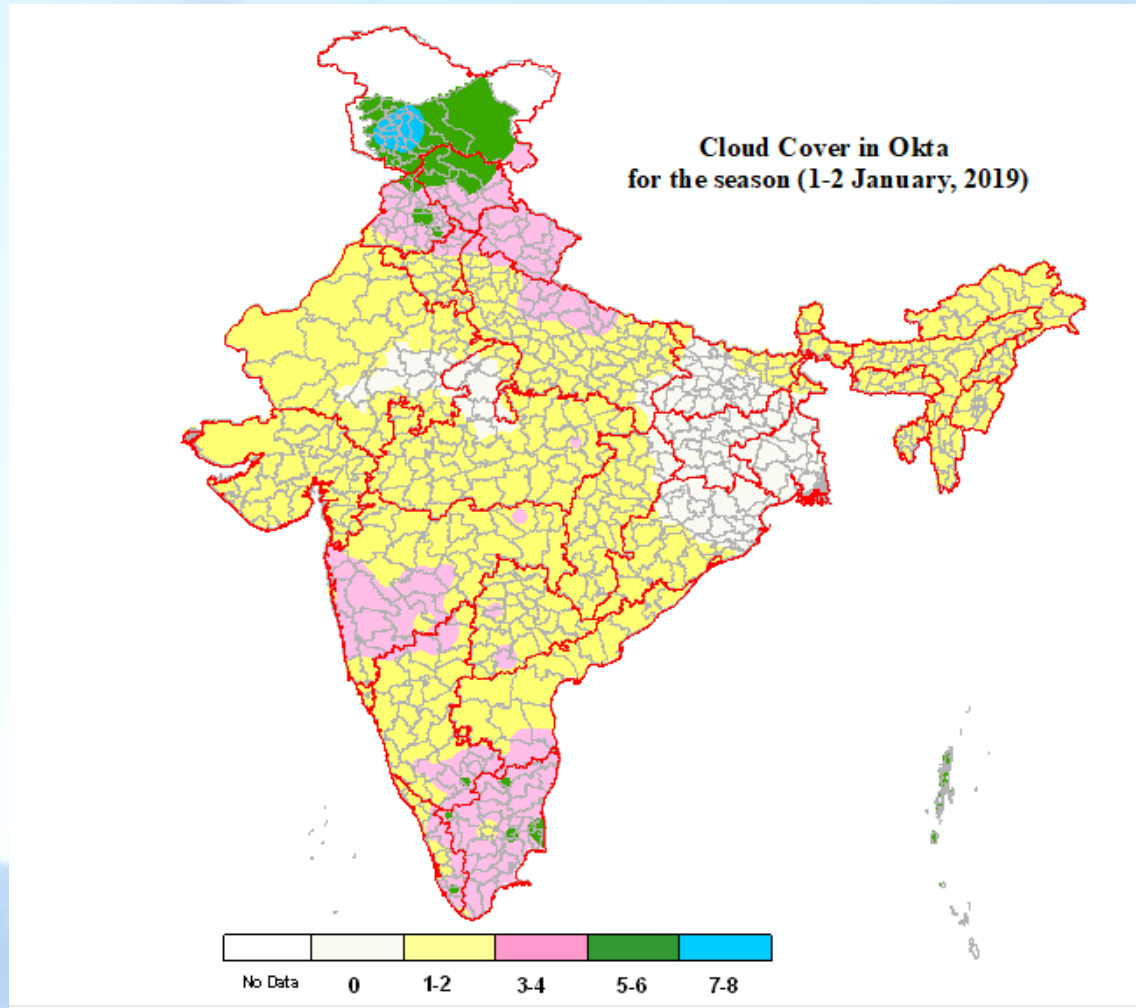 Cloud Cover in Okta
for the season (1-2 January, 2019)
No Data 0 1-2 3-4 5-6 7-8